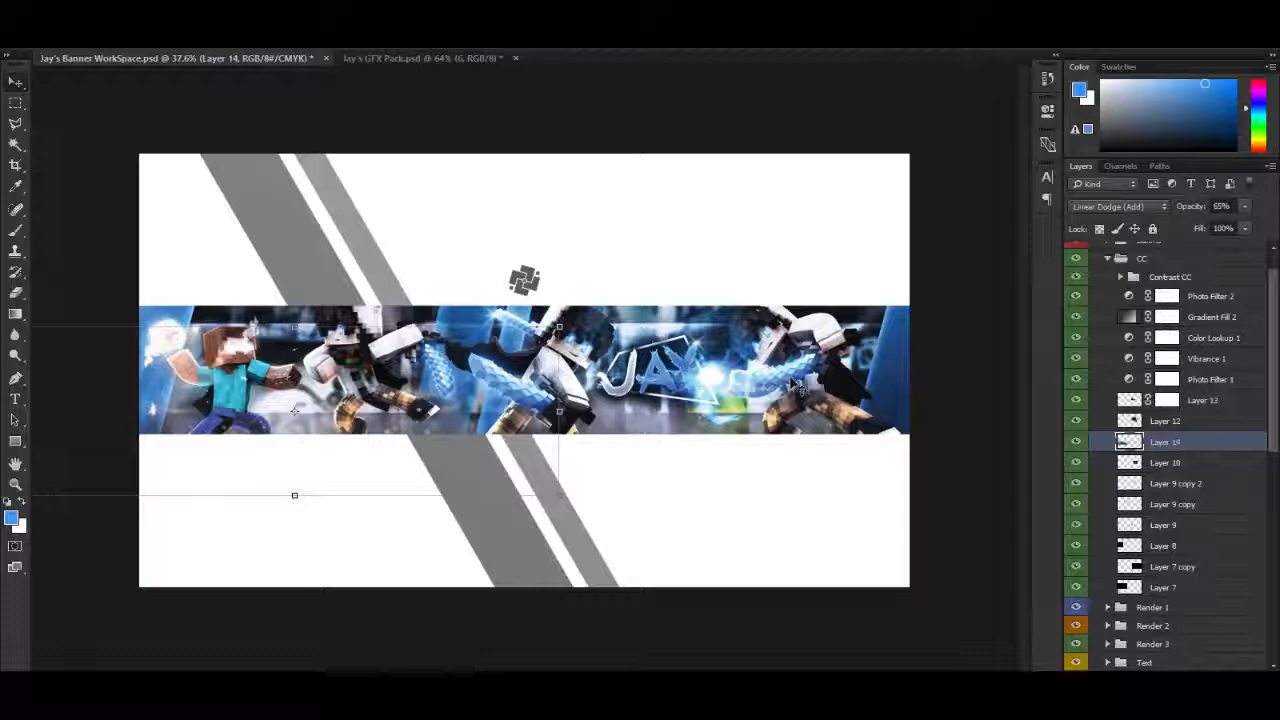 Jay's Banner WorkSpace.psd @ 37.6% (Layer 14, RGB/8#/CMYK) * ×
Jay's GFX Pack.psd @ 64% (6, RGB/8) * ×
Color Swatches
Layers Channels Paths
Kind
Linear Dodge (Add) Opacity: 65%
Lock: Fill: 100%
CC
Contrast CC
Photo Filter 2
Gradient Fill 2
Color Lookup 1
Vibrance 1
Photo Filter 1
Layer 13
Layer 12
Layer 14
Layer 10
Layer 9 copy 2
Layer 9 copy
Layer 9
Layer 8
Layer 7 copy
Layer 7
Render 1
Render 2
Render 3
Text
JAY